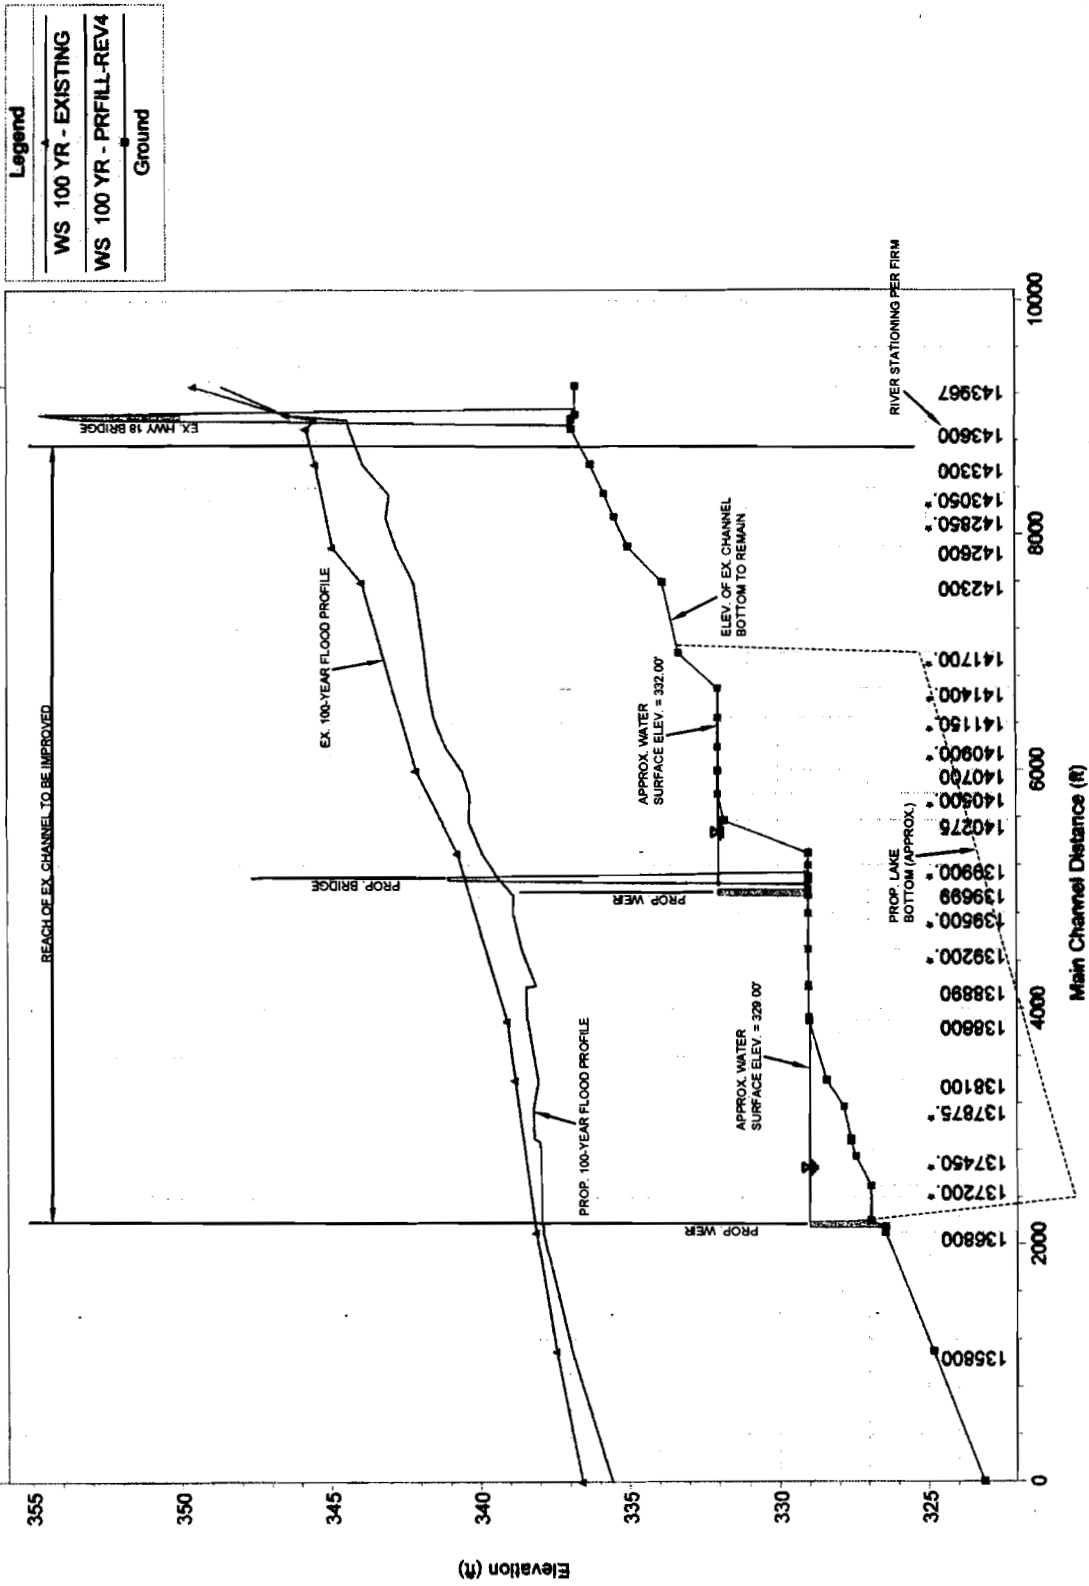 Legend
WS 100 YR - EXISTING
WS 100 YR - PRFILL-REV4
Ground
REACH OF EX. CHANNEL TO BE IMPROVED
EX. HWY 18 BRIDGE
EX. 100-YEAR FLOOD PROFILE
PROP. BRIDGE
PROP. WEIR
PROP. 100-YEAR FLOOD PROFILE
PROP. WEIR
APPROX. WATER
SURFACE ELEV. = 332.00'
APPROX. WATER
SURFACE ELEV. = 329.00'
ELEV. OF EX. CHANNEL
BOTTOM TO REMAIN
PROP. LAKE
BOTTOM (APPROX.)
RIVER STATIONING PER FIRM
135800
136800
137200.*
137450.*
137875.*
138100
138800
138890
139200.*
139500.*
139699
139900.*
140275
140500.*
140700
140900.*
141150.*
141400.*
141700.*
142300
142600
142850.*
143050.*
143300
143600
143967
355
350
345
340
335
330
325
Elevation (ft)
0
2000
4000
6000
8000
10000
Main Channel Distance (ft)